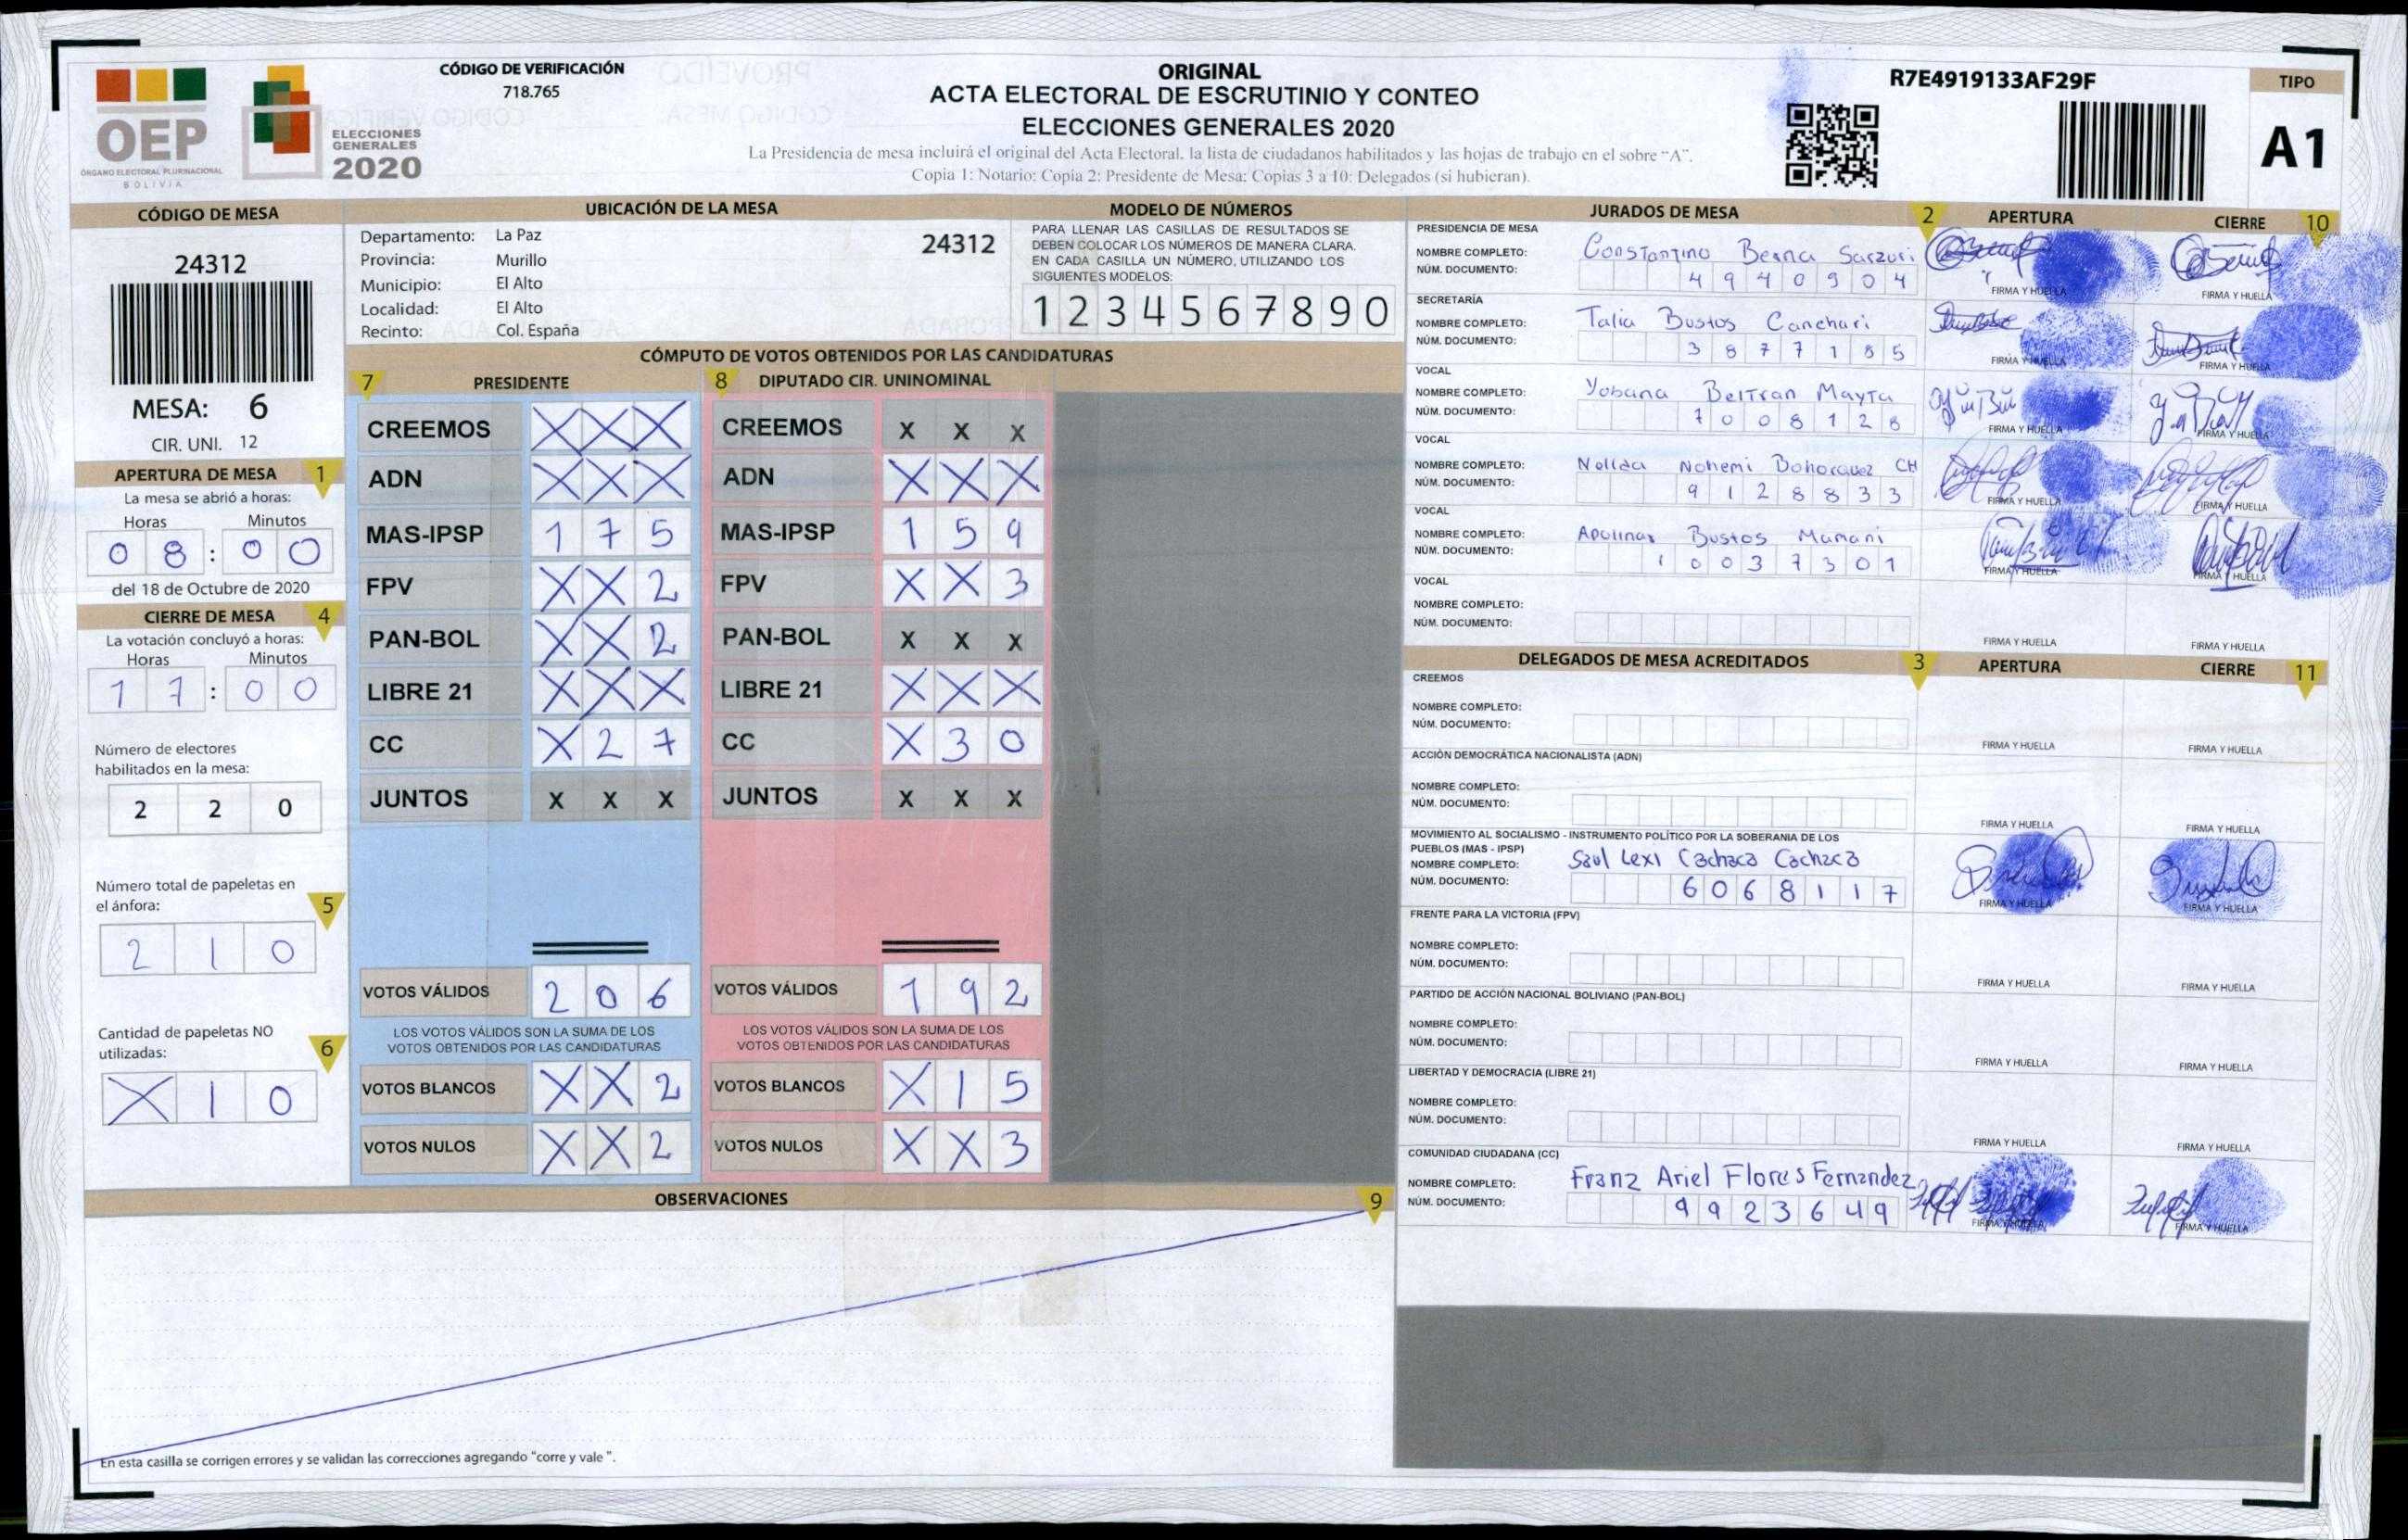 CÓDIGO DE VERIFICACIÓN
718.765
OEP
ÓRGANO ELECTORAL PLURINACIONAL
BOLIVIA
ELECCIONES
GENERALES
2020
ORIGINAL
ACTA ELECTORAL DE ESCRUTINIO Y CONTEO
ELECCIONES GENERALES 2020
La Presidencia de mesa incluirá el original del Acta Electoral, la lista de ciudadanos habilitados y las hojas de trabajo en el sobre "A".
Copia 1: Notario; Copia 2: Presidente de Mesa; Copias 3 a 10: Delegados (si hubieran).
R7E4919133AF29F
TIPO
A1
CÓDIGO DE MESA
24312
MESA: 6
CIR. UNI. 12
APERTURA DE MESA 1
La mesa se abrió a horas:
Horas Minutos
0 8 : 0 0
del 18 de Octubre de 2020
CIERRE DE MESA 4
La votación concluyó a horas:
Horas Minutos
1 7 : 0 0
Número de electores
habilitados en la mesa:
2 2 0
Número total de papeletas en
el ánfora: 5
2 1 0
Cantidad de papeletas NO
utilizadas: 6
X 1 0
UBICACIÓN DE LA MESA
Departamento: La Paz 24312
Provincia: Murillo
Municipio: El Alto
Localidad: El Alto
Recinto: Col. España
MODELO DE NÚMEROS
PARA LLENAR LAS CASILLAS DE RESULTADOS SE
DEBEN COLOCAR LOS NÚMEROS DE MANERA CLARA.
EN CADA CASILLA UN NÚMERO, UTILIZANDO LOS
SIGUIENTES MODELOS:
1 2 3 4 5 6 7 8 9 0
CÓMPUTO DE VOTOS OBTENIDOS POR LAS CANDIDATURAS
7 PRESIDENTE 8 DIPUTADO CIR. UNINOMINAL
CREEMOS X X X CREEMOS X X X
ADN X X X ADN X X X
MAS-IPSP 1 7 5 MAS-IPSP 1 5 9
FPV X X 2 FPV X X 3
PAN-BOL X X 2 PAN-BOL X X X
LIBRE 21 X X X LIBRE 21 X X X
CC X 2 7 CC X 3 0
JUNTOS X X X JUNTOS X X X
VOTOS VÁLIDOS 2 0 6 VOTOS VÁLIDOS 1 9 2
LOS VOTOS VÁLIDOS SON LA SUMA DE LOS LOS VOTOS VÁLIDOS SON LA SUMA DE LOS
VOTOS OBTENIDOS POR LAS CANDIDATURAS VOTOS OBTENIDOS POR LAS CANDIDATURAS
VOTOS BLANCOS X X 2 VOTOS BLANCOS X 1 5
VOTOS NULOS X X 2 VOTOS NULOS X X 3
OBSERVACIONES 9
En esta casilla se corrigen errores y se validan las correcciones agregando "corre y vale ".
JURADOS DE MESA 2 APERTURA CIERRE 10
PRESIDENCIA DE MESA
NOMBRE COMPLETO: Constantino Berna Sarzuri
NÚM. DOCUMENTO: 4 9 4 0 9 0 4
FIRMA Y HUELLA FIRMA Y HUELLA
SECRETARÍA
NOMBRE COMPLETO: Talia Bustos Canchari
NÚM. DOCUMENTO: 3 8 7 7 1 8 5
FIRMA Y HUELLA FIRMA Y HUELLA
VOCAL
NOMBRE COMPLETO: Yobana Beltran Mayta
NÚM. DOCUMENTO: 7 0 0 8 1 2 8
FIRMA Y HUELLA FIRMA Y HUELLA
VOCAL
NOMBRE COMPLETO: Nohemi Bohorquez CH
NÚM. DOCUMENTO: 9 1 2 8 8 3 3
FIRMA Y HUELLA FIRMA Y HUELLA
VOCAL
NOMBRE COMPLETO: Apolinar Bustos Mamani
NÚM. DOCUMENTO: 1 0 0 3 7 3 0 1
FIRMA Y HUELLA FIRMA Y HUELLA
VOCAL
NOMBRE COMPLETO:
NÚM. DOCUMENTO:
FIRMA Y HUELLA FIRMA Y HUELLA
DELEGADOS DE MESA ACREDITADOS 3 APERTURA CIERRE 11
CREEMOS
NOMBRE COMPLETO:
NÚM. DOCUMENTO:
FIRMA Y HUELLA FIRMA Y HUELLA
ACCIÓN DEMOCRÁTICA NACIONALISTA (ADN)
NOMBRE COMPLETO:
NÚM. DOCUMENTO:
FIRMA Y HUELLA FIRMA Y HUELLA
MOVIMIENTO AL SOCIALISMO - INSTRUMENTO POLÍTICO POR LA SOBERANIA DE LOS
PUEBLOS (MAS - IPSP)
NOMBRE COMPLETO: Saul Lexi Cachaca Cachaca
NÚM. DOCUMENTO: 6 0 6 8 1 1 7
FIRMA Y HUELLA FIRMA Y HUELLA
FRENTE PARA LA VICTORIA (FPV)
NOMBRE COMPLETO:
NÚM. DOCUMENTO:
FIRMA Y HUELLA FIRMA Y HUELLA
PARTIDO DE ACCIÓN NACIONAL BOLIVIANO (PAN-BOL)
NOMBRE COMPLETO:
NÚM. DOCUMENTO:
FIRMA Y HUELLA FIRMA Y HUELLA
LIBERTAD Y DEMOCRACIA (LIBRE 21)
NOMBRE COMPLETO:
NÚM. DOCUMENTO:
FIRMA Y HUELLA FIRMA Y HUELLA
COMUNIDAD CIUDADANA (CC)
NOMBRE COMPLETO: Franz Ariel Flores Fernandez
NÚM. DOCUMENTO: 9 9 2 3 6 4 9
FIRMA Y HUELLA FIRMA Y HUELLA